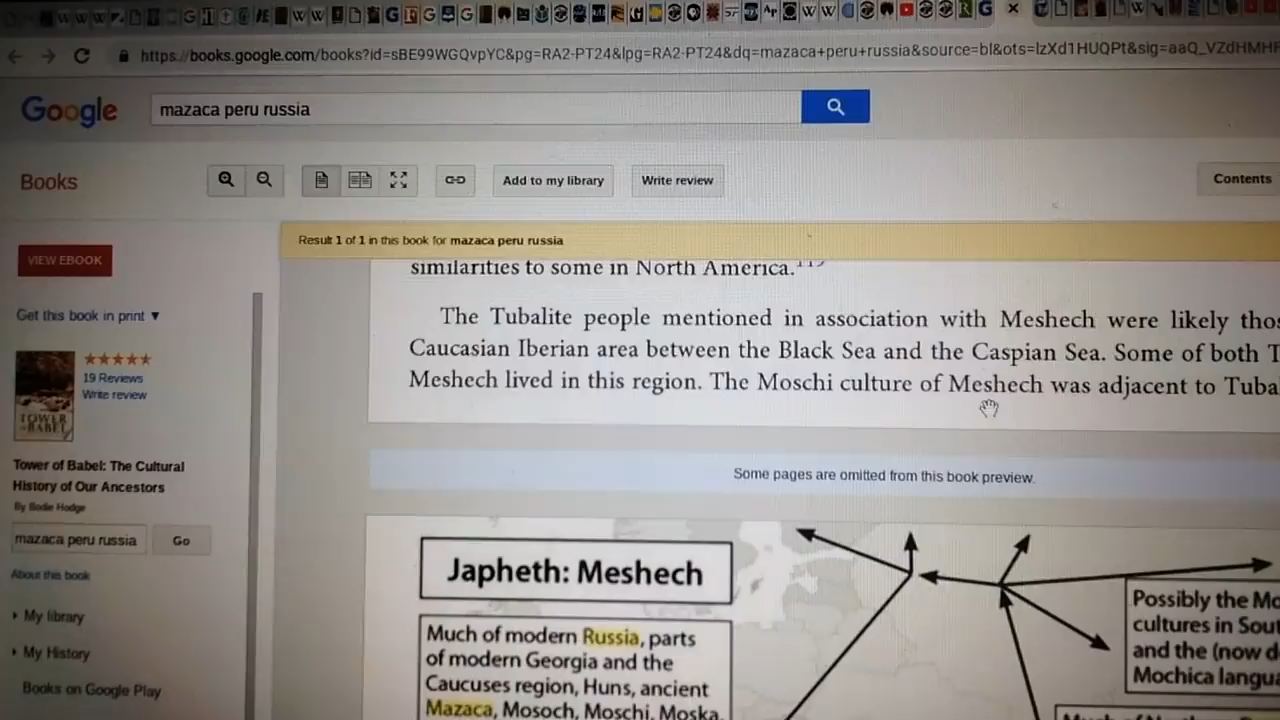 https://books.google.com/books?id=sBE99WGQvpYC&pg=RA2-PT24&lpg=RA2-PT24&dq=mazaca+peru+russia&source=bl&ots=lzXd1HUQPt&sig=aaQ_VZdHMHF
Google
mazaca peru russia
Books
Add to my library
Write review
Contents
Result 1 of 1 in this book for mazaca peru russia
VIEW EBOOK
Get this book in print ▼
19 Reviews
Write review
TOWER
of BABEL
Tower of Babel: The Cultural
History of Our Ancestors
By Bodie Hodge
mazaca peru russia
Go
About this book
My library
My History
Books on Google Play
similarities to some in North America.
The Tubalite people mentioned in association with Meshech were likely thos
Caucasian Iberian area between the Black Sea and the Caspian Sea. Some of both T
Meshech lived in this region. The Moschi culture of Meshech was adjacent to Tuba
Some pages are omitted from this book preview.
Japheth: Meshech
Much of modern Russia, parts
of modern Georgia and the
Caucuses region, Huns, ancient
Mazaca, Mosoch, Moschi, Moska,
Possibly the Mo
cultures in Sout
and the (now d
Mochica langua